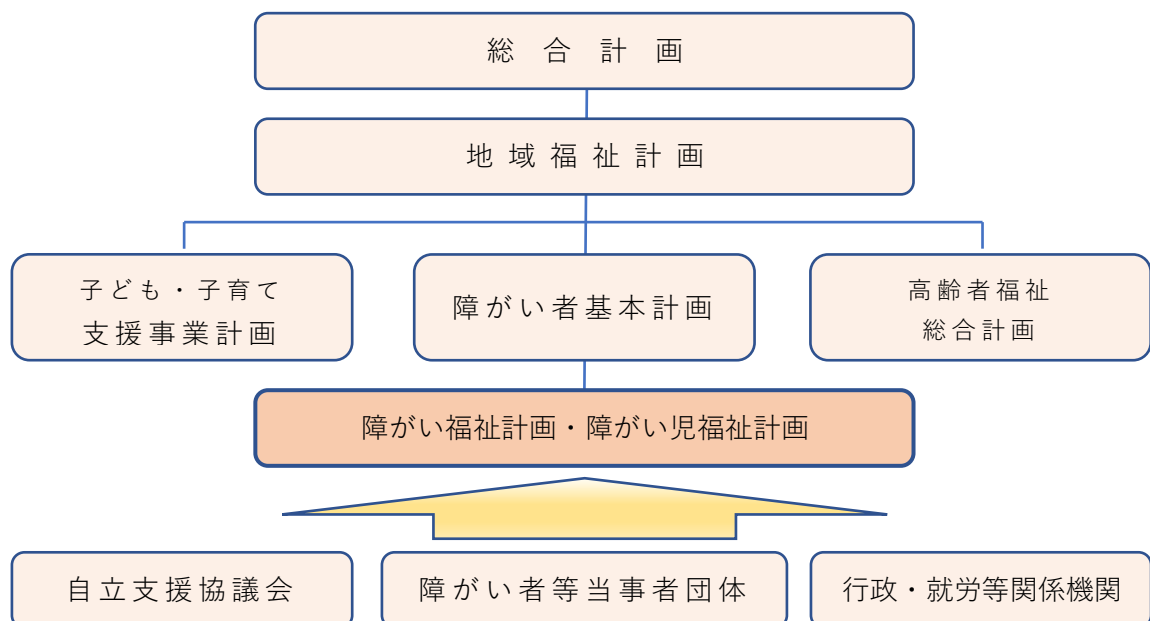 総合計画
地域福祉計画
子ども・子育て
支援事業計画
障がい者基本計画
高齢者福祉
総合計画
障がい福祉計画・障がい児福祉計画
自立支援協議会
障がい者等当事者団体
行政・就労等関係機関